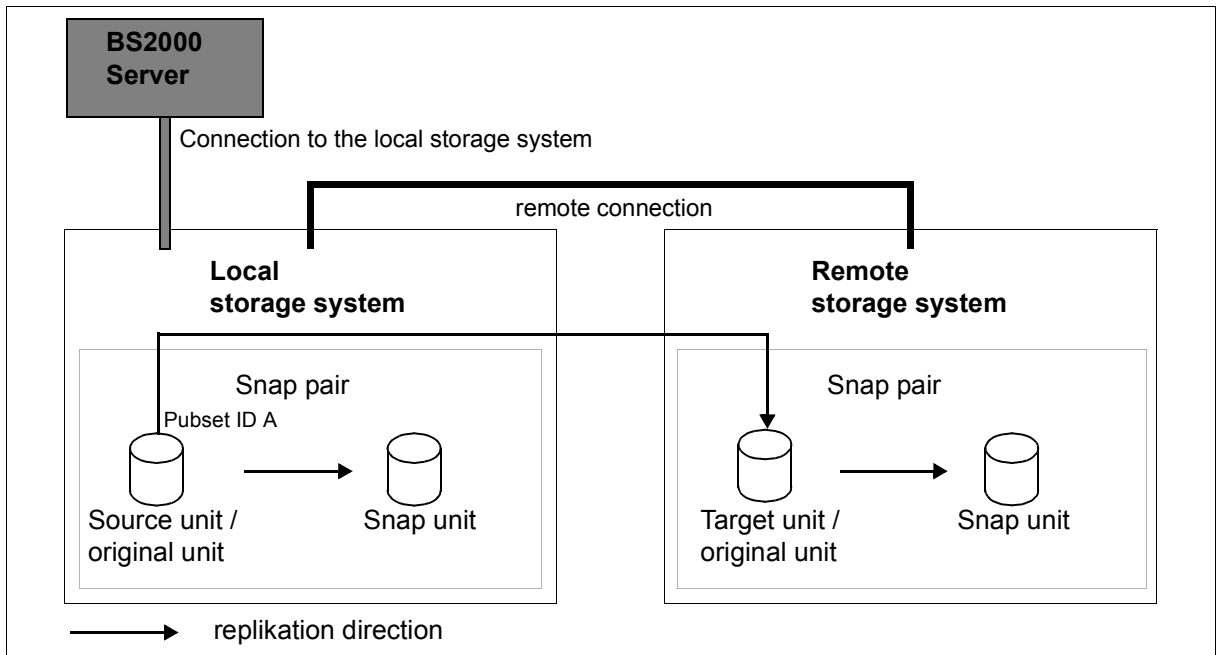 BS2000
Server
Connection to the local storage system
remote connection
Local
storage system
Remote
storage system
Snap pair
Pubset ID A
Source unit /
original unit
Snap unit
Snap pair
Target unit /
original unit
Snap unit
replikation direction